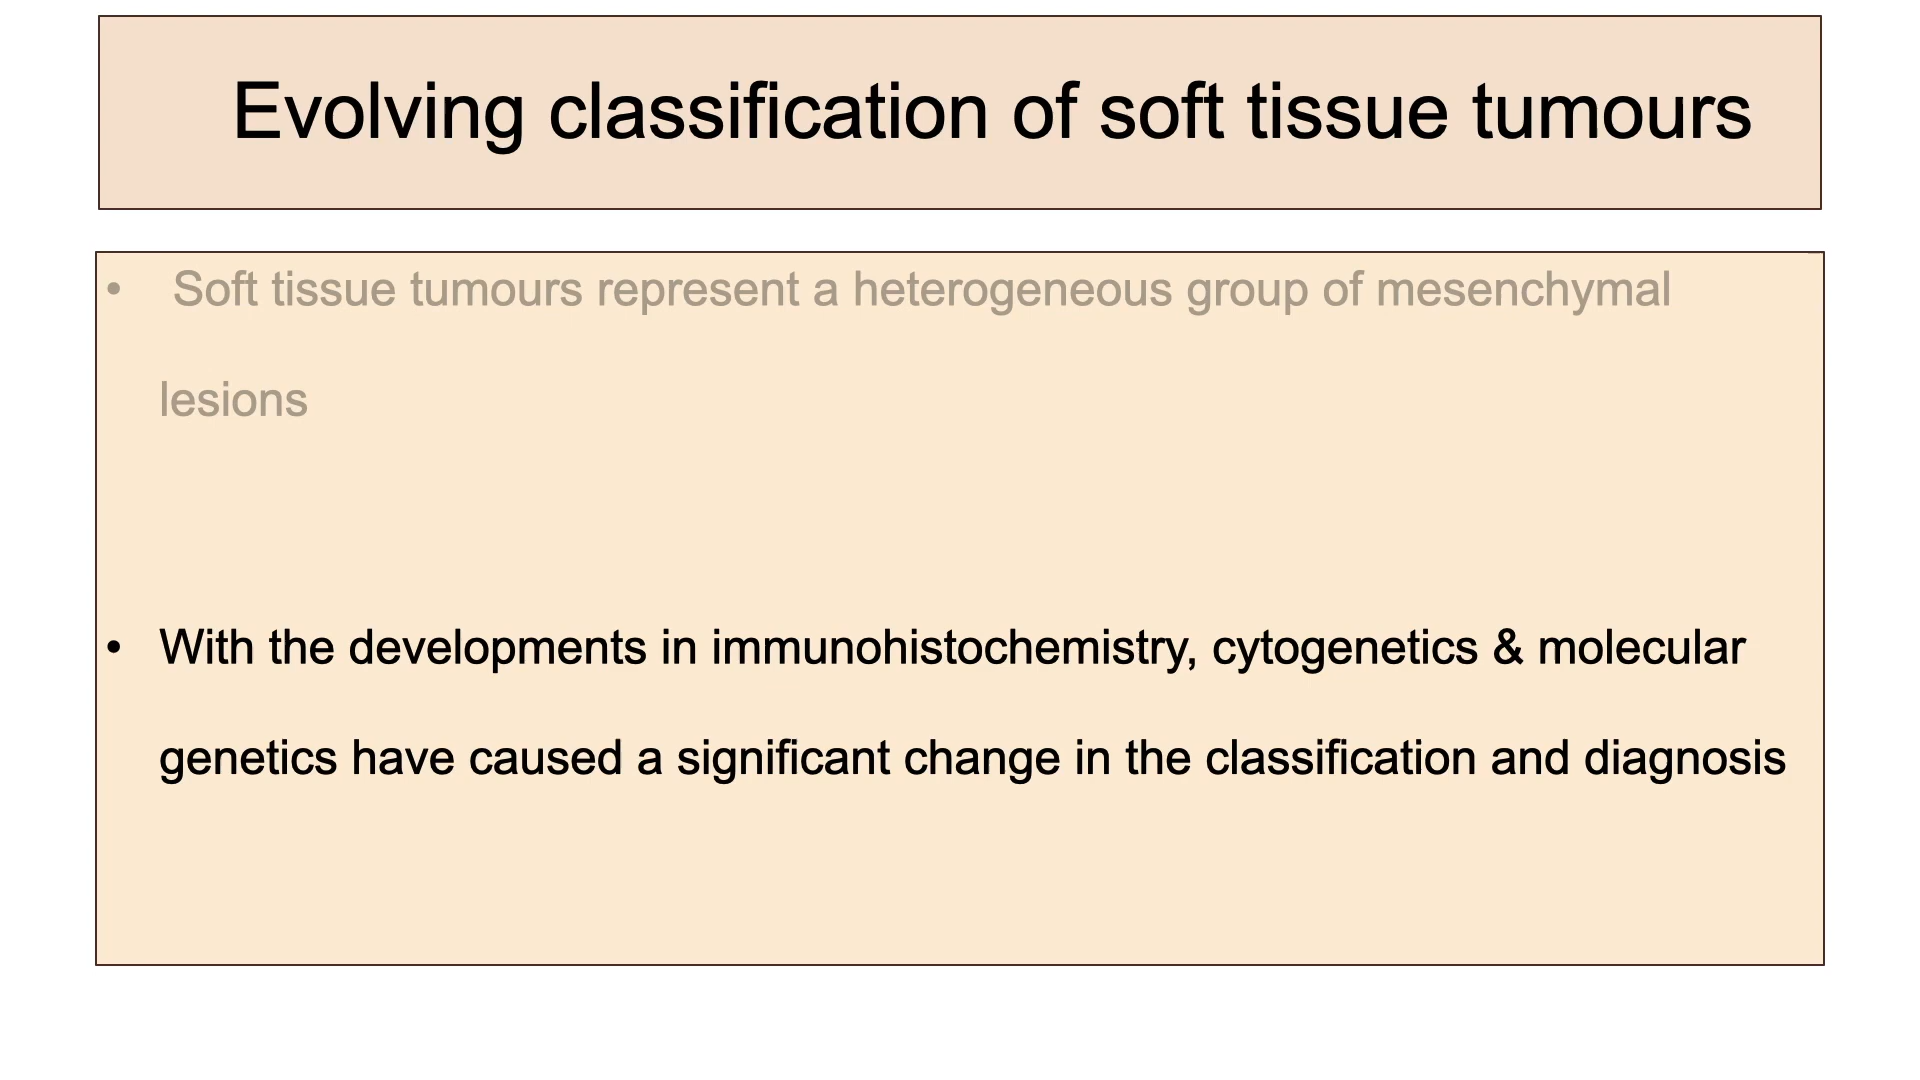 Evolving classification of soft tissue tumours
• Soft tissue tumours represent a heterogeneous group of mesenchymal
lesions
• With the developments in immunohistochemistry, cytogenetics & molecular
genetics have caused a significant change in the classification and diagnosis